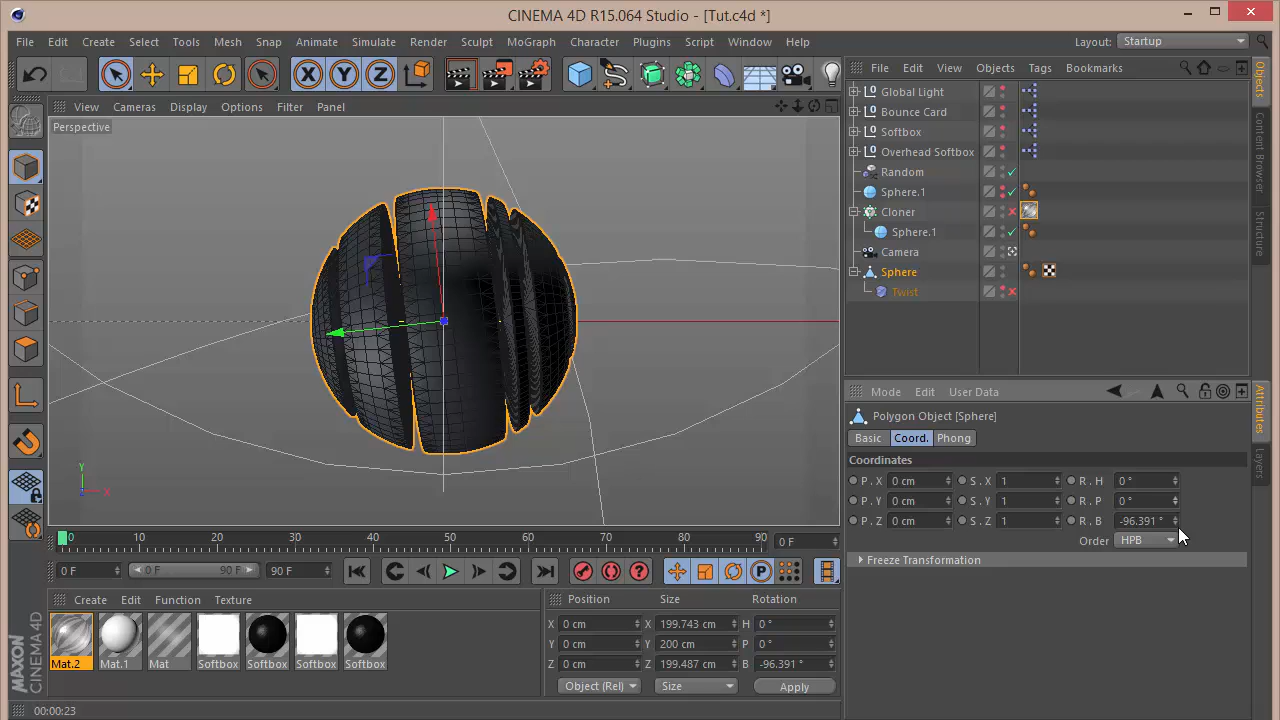 CINEMA 4D R15.064 Studio - [Tut.c4d *]
File Edit Create Select Tools Mesh Snap Animate Simulate Render Sculpt MoGraph Character Plugins Script Window Help Layout: Startup
X Y Z
File Edit View Objects Tags Bookmarks
View Cameras Display Options Filter Panel
Perspective
Global Light
Bounce Card
Softbox
Overhead Softbox
Random
Sphere.1
Cloner
Sphere.1
Camera
Sphere
Twist
Objects
Content Browser
Structure
Y
X
Mode Edit User Data
Polygon Object [Sphere]
Basic Coord. Phong
Coordinates
P . X 0 cm S . X 1 R . H 0 °
P . Y 0 cm S . Y 1 R . P 0 °
P . Z 0 cm S . Z 1 R . B -96.391 °
Order HPB
Freeze Transformation
Attributes
Layers
0 10 20 30 40 50 60 70 80 90 0 F
0 F 0 F 90 F 90 F
P
Create Edit Function Texture
Mat.2 Mat.1 Mat Softbox Softbox Softbox Softbox
Position Size Rotation
X 0 cm X 199.743 cm H 0 °
Y 0 cm Y 200 cm P 0 °
Z 0 cm Z 199.487 cm B -96.391 °
Object (Rel) Size Apply
MAXON CINEMA 4D
00:00:23